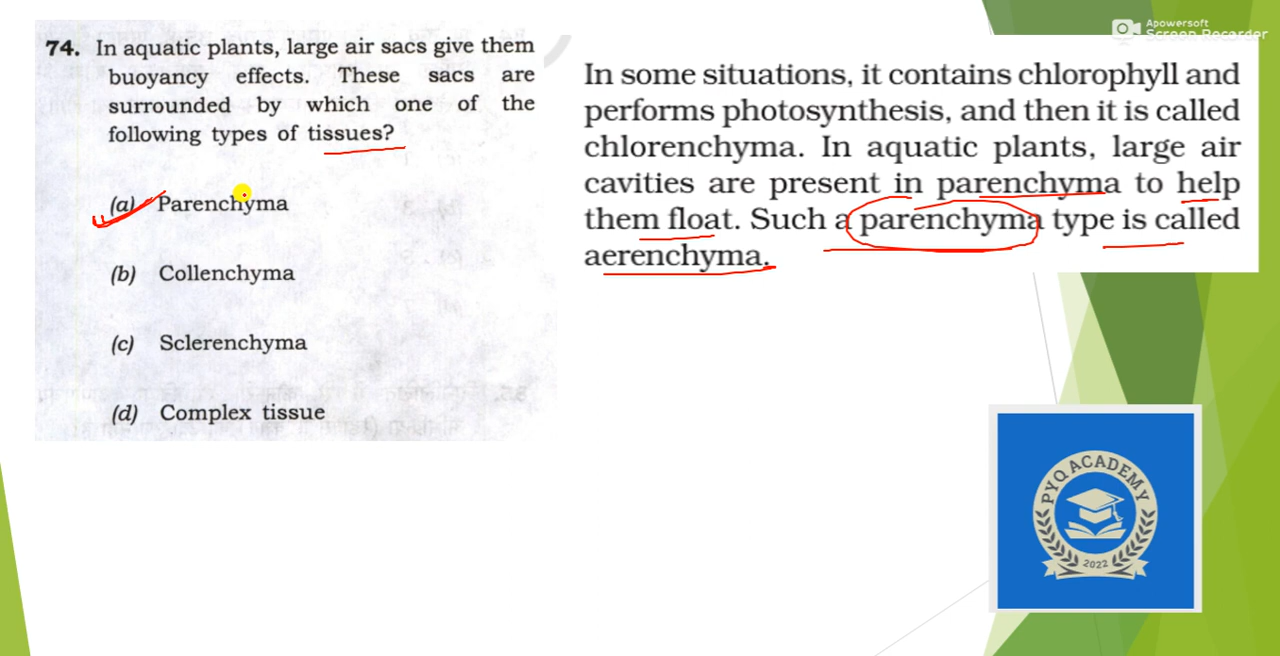 74. In aquatic plants, large air sacs give them
buoyancy effects. These sacs are
surrounded by which one of the
following types of tissues?
(a) Parenchyma
(b) Collenchyma
(c) Sclerenchyma
(d) Complex tissue
In some situations, it contains chlorophyll and
performs photosynthesis, and then it is called
chlorenchyma. In aquatic plants, large air
cavities are present in parenchyma to help
them float. Such a parenchyma type is called
aerenchyma.
Apowersoft
Screen Recorder
PYQ ACADEMY
2022